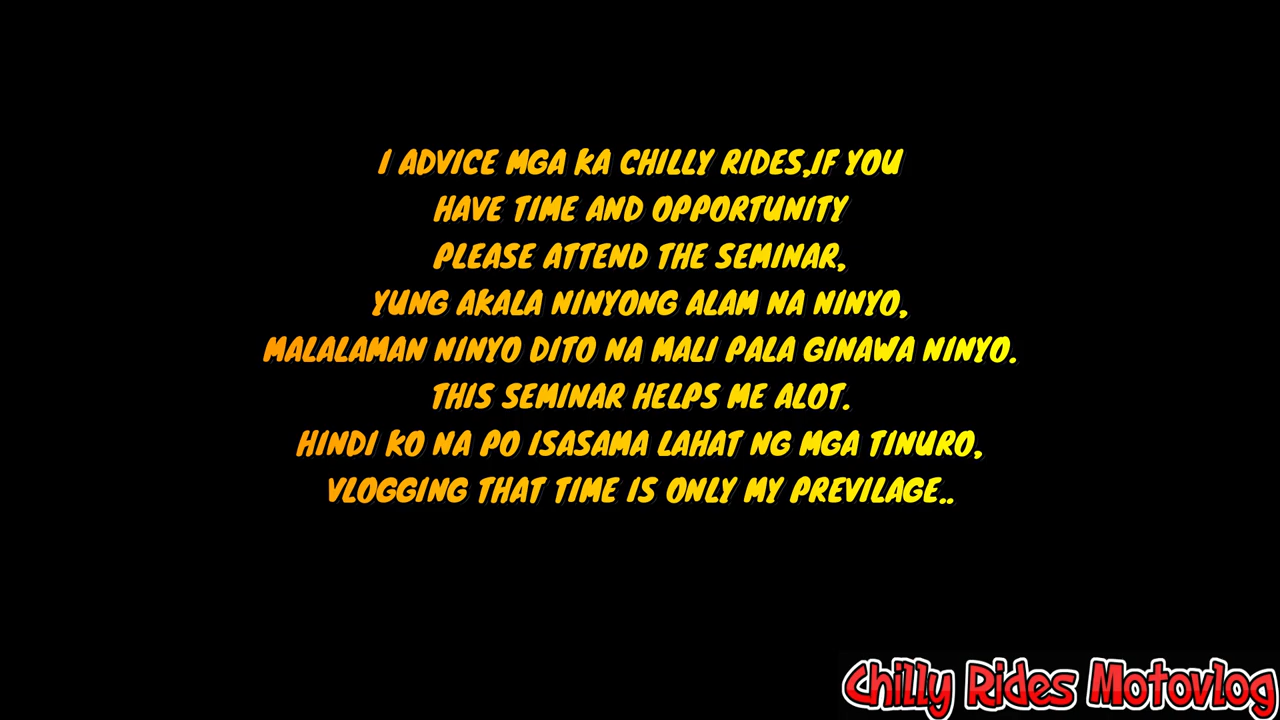 I ADVICE MGA KA CHILLY RIDES,IF YOU
HAVE TIME AND OPPORTUNITY
PLEASE ATTEND THE SEMINAR,
YUNG AKALA NINYONG ALAM NA NINYO,
MALALAMAN NINYO DITO NA MALI PALA GINAWA NINYO.
THIS SEMINAR HELPS ME ALOT.
HINDI KO NA PO ISASAMA LAHAT NG MGA TINURO,
VLOGGING THAT TIME IS ONLY MY PREVILAGE..
Chilly Rides Motovlog